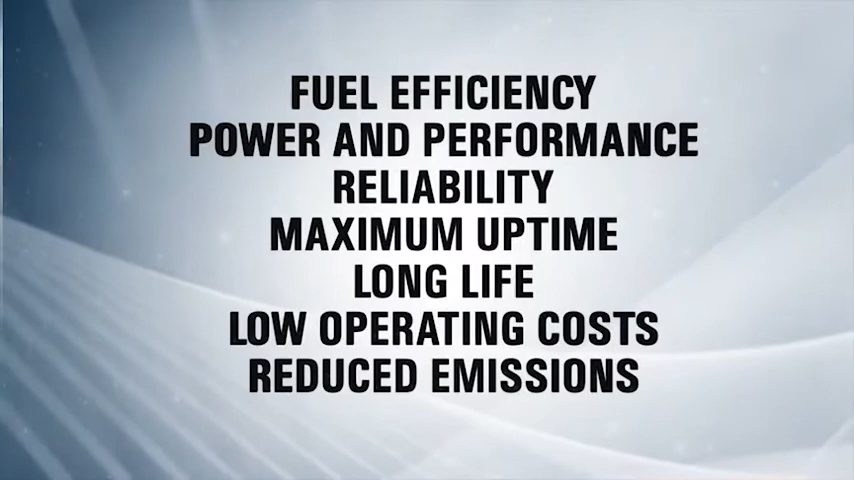 FUEL EFFICIENCY
POWER AND PERFORMANCE
RELIABILITY
MAXIMUM UPTIME
LONG LIFE
LOW OPERATING COSTS
REDUCED EMISSIONS